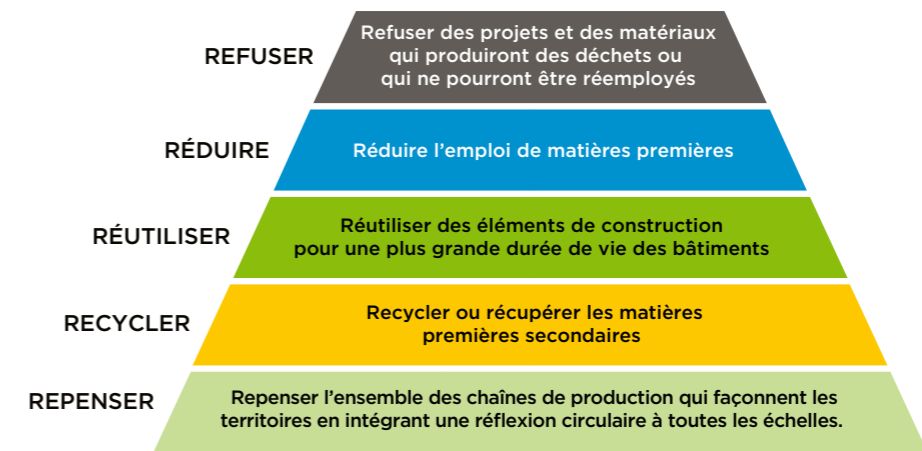 REFUSER
Refuser des projets et des matériaux
qui produiront des déchets ou
qui ne pourront être réemployés
RÉDUIRE
Réduire l’emploi de matières premières
RÉUTILISER
Réutiliser des éléments de construction
pour une plus grande durée de vie des bâtiments
RECYCLER
Recycler ou récupérer les matières
premières secondaires
REPENSER
Repenser l’ensemble des chaînes de production qui façonnent les
territoires en intégrant une réflexion circulaire à toutes les échelles.